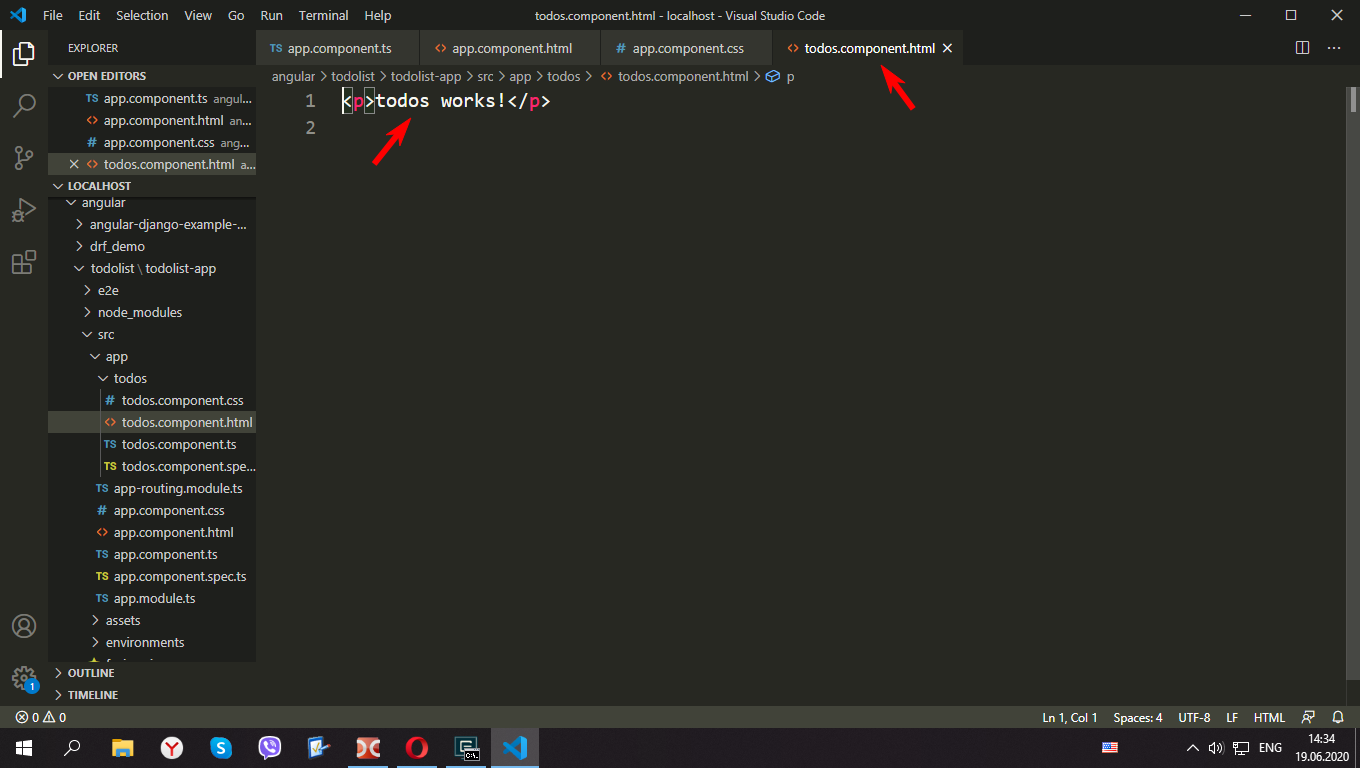 File Edit Selection View Go Run Terminal Help todos.component.html - localhost - Visual Studio Code
EXPLORER
TS app.component.ts <> app.component.html # app.component.css <> todos.component.html
OPEN EDITORS
TS app.component.ts angul...
<> app.component.html an...
# app.component.css ang...
<> todos.component.html a...
LOCALHOST
angular
angular-django-example-...
drf_demo
todolist \ todolist-app
e2e
node_modules
src
app
todos
# todos.component.css
<> todos.component.html
TS todos.component.ts
TS todos.component.spe...
TS app-routing.module.ts
# app.component.css
<> app.component.html
TS app.component.ts
TS app.component.spec.ts
TS app.module.ts
assets
environments
OUTLINE
TIMELINE
angular > todolist > todolist-app > src > app > todos > <> todos.component.html > p
1 <p>todos works!</p>
2
1
0 0
Ln 1, Col 1 Spaces: 4 UTF-8 LF HTML
ENG
14:34
19.06.2020